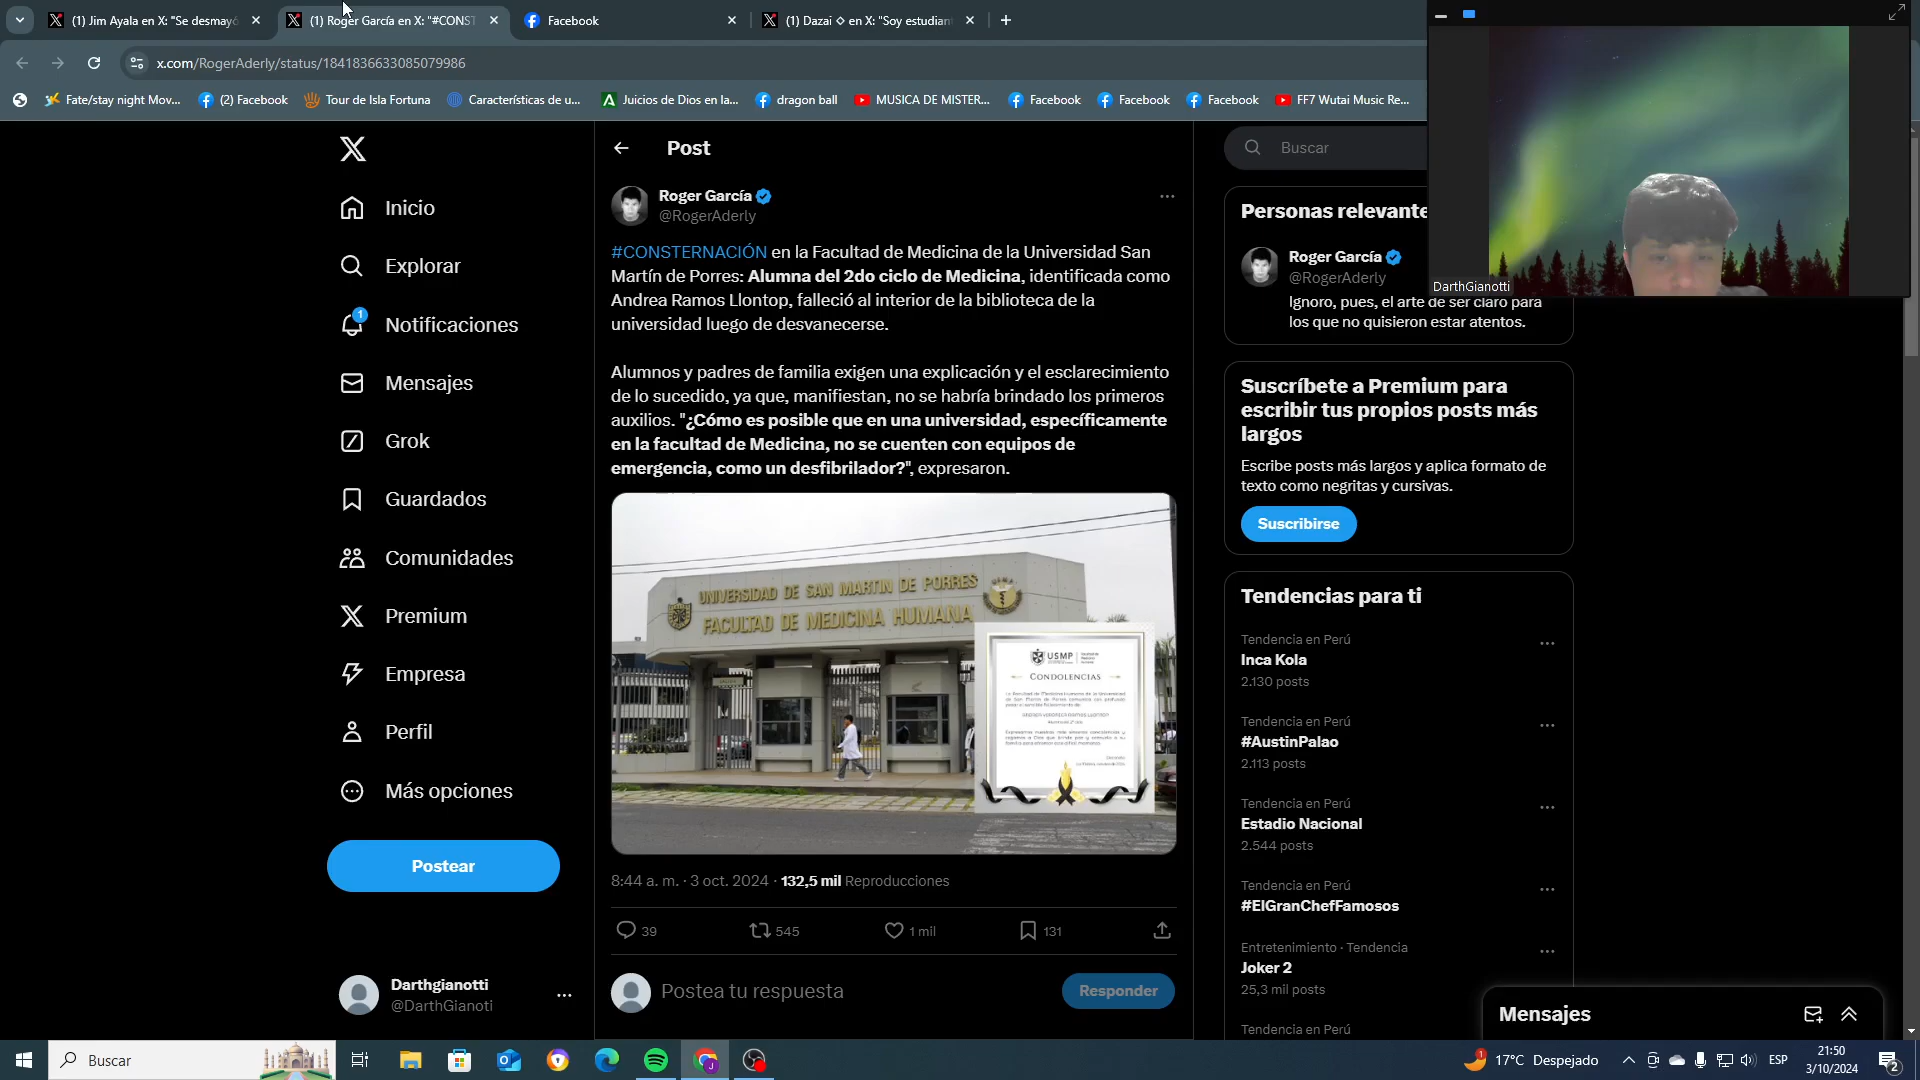 (1) Jim Ayala en X: "Se desmayó
(1) Roger García en X: "#CONST
Facebook
(1) Dazai ◇ en X: "Soy estudian
x.com/RogerAderly/status/1841836633085079986
Fate/stay night Mov...
(2) Facebook
Tour de Isla Fortuna
Características de u...
Juicios de Dios en la...
dragon ball
MUSICA DE MISTER...
Facebook
Facebook
Facebook
FF7 Wutai Music Re...
DarthGianotti
Inicio
Explorar
1
Notificaciones
Mensajes
Grok
Guardados
Comunidades
Premium
Empresa
Perfil
Más opciones
Postear
Darthgianotti
@DarthGianoti
Post
Roger García
@RogerAderly
#CONSTERNACIÓN en la Facultad de Medicina de la Universidad San
Martín de Porres: Alumna del 2do ciclo de Medicina, identificada como
Andrea Ramos Llontop, falleció al interior de la biblioteca de la
universidad luego de desvanecerse.
Alumnos y padres de familia exigen una explicación y el esclarecimiento
de lo sucedido, ya que, manifiestan, no se habría brindado los primeros
auxilios. "¿Cómo es posible que en una universidad, específicamente
en la facultad de Medicina, no se cuenten con equipos de
emergencia, como un desfibrilador?", expresaron.
UNIVERSIDAD DE SAN MARTIN DE PORRES
FACULTAD DE MEDICINA HUMANA
USMP
CONDOLENCIAS
8:44 a. m. · 3 oct. 2024 · 132,5 mil Reproducciones
39
545
1 mil
131
Postea tu respuesta
Responder
Buscar
Personas relevante
Roger García
@RogerAderly
Ignoro, pues, el arte de ser claro para
los que no quisieron estar atentos.
Suscríbete a Premium para
escribir tus propios posts más
largos
Escribe posts más largos y aplica formato de
texto como negritas y cursivas.
Suscribirse
Tendencias para ti
Tendencia en Perú
Inca Kola
2.130 posts
Tendencia en Perú
#AustinPalao
2.113 posts
Tendencia en Perú
Estadio Nacional
2.544 posts
Tendencia en Perú
#ElGranChefFamosos
Entretenimiento · Tendencia
Joker 2
25,3 mil posts
Tendencia en Perú
Mensajes
Buscar
1
17°C Despejado
ESP
21:50
3/10/2024
2